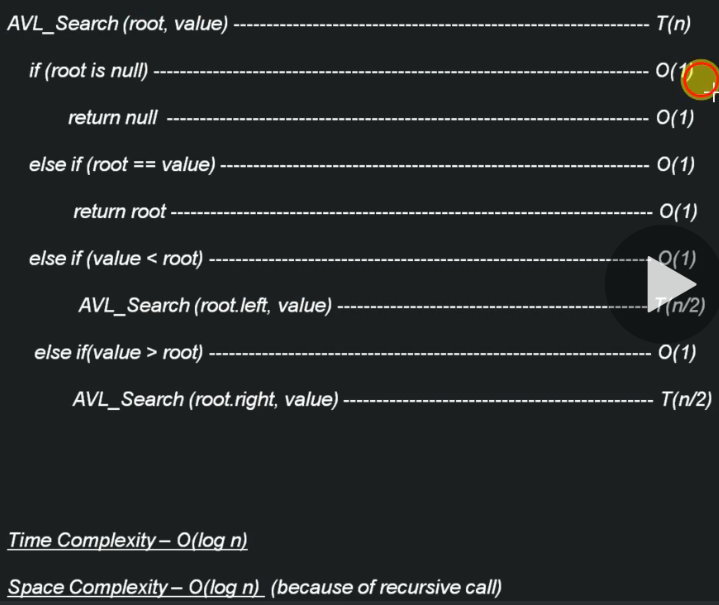 AVL_Search (root, value) ---------------------------------------------------------------- T(n)
if (root is null) ---------------------------------------------------------------------------- O(1)
return null -------------------------------------------------------------------------- O(1)
else if (root == value) ------------------------------------------------------------------ O(1)
return root -------------------------------------------------------------------------- O(1)
else if (value < root) -------------------------------------------------------------------- O(1)
AVL_Search (root.left, value) ------------------------------------------------ T(n/2)
else if(value > root) -------------------------------------------------------------------- O(1)
AVL_Search (root.right, value) ----------------------------------------------- T(n/2)
Time Complexity – O(log n)
Space Complexity – O(log n) (because of recursive call)